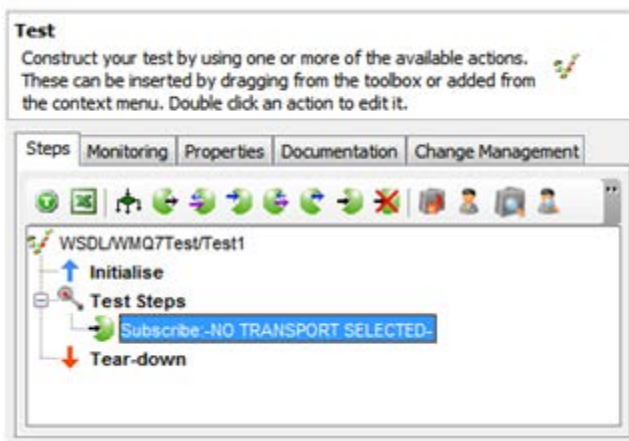 Test
Construct your test by using one or more of the available actions.
These can be inserted by dragging from the toolbox or added from
the context menu. Double click an action to edit it.
Steps Monitoring Properties Documentation Change Management
WSDL/WMQ7Test/Test1
Initialise
Test Steps
Subscribe:-NO TRANSPORT SELECTED-
Tear-down